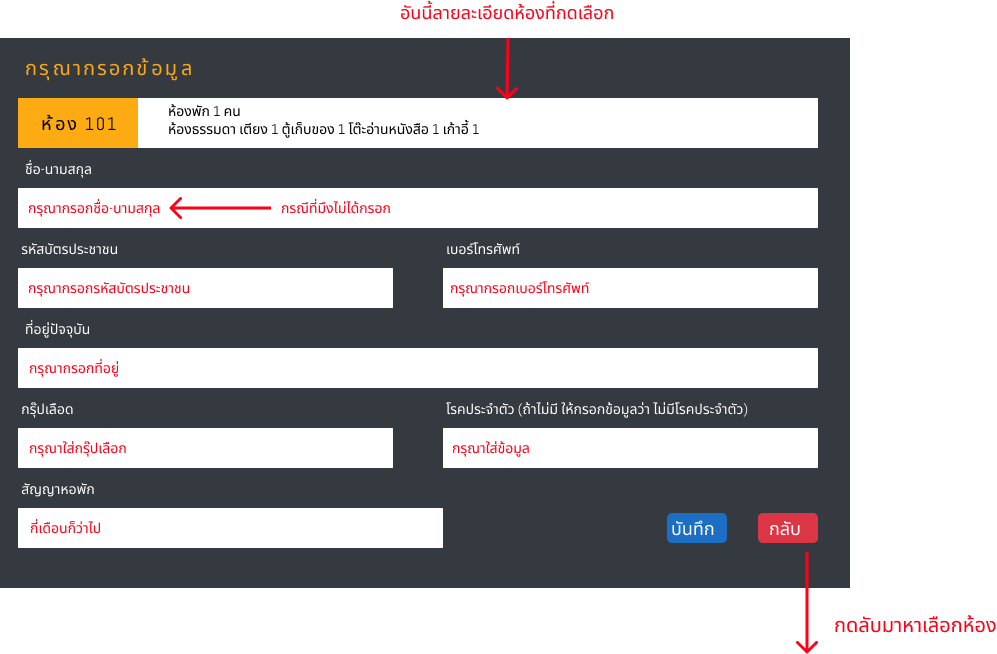 อันนี้ลายละเอียดห้องที่กดเลือก
กรุณากรอกข้อมูล
ห้อง 101
ห้องพัก 1 คน
ห้องธรรมดา เตียง 1 ตู้เก็บของ 1 โต๊ะอ่านหนังสือ 1 เก้าอี้ 1
ชื่อ-นามสกุล
กรุณากรอกชื่อ-นามสกุล กรณีที่มึงไม่ได้กรอก
รหัสบัตรประชาชน เบอร์โทรศัพท์
กรุณากรอกรหัสบัตรประชาชน กรุณากรอกเบอร์โทรศัพท์
ที่อยู่ปัจจุบัน
กรุณากรอกที่อยู่
กรุ๊ปเลือด โรคประจำตัว (ถ้าไม่มี ให้กรอกข้อมูลว่า ไม่มีโรคประจำตัว)
กรุณาใส่กรุ๊ปเลือก กรุณาใส่ข้อมูล
สัญญาหอพัก
กี่เดือนก็ว่าไป บันทึก กลับ
กดลับมาหาเลือกห้อง